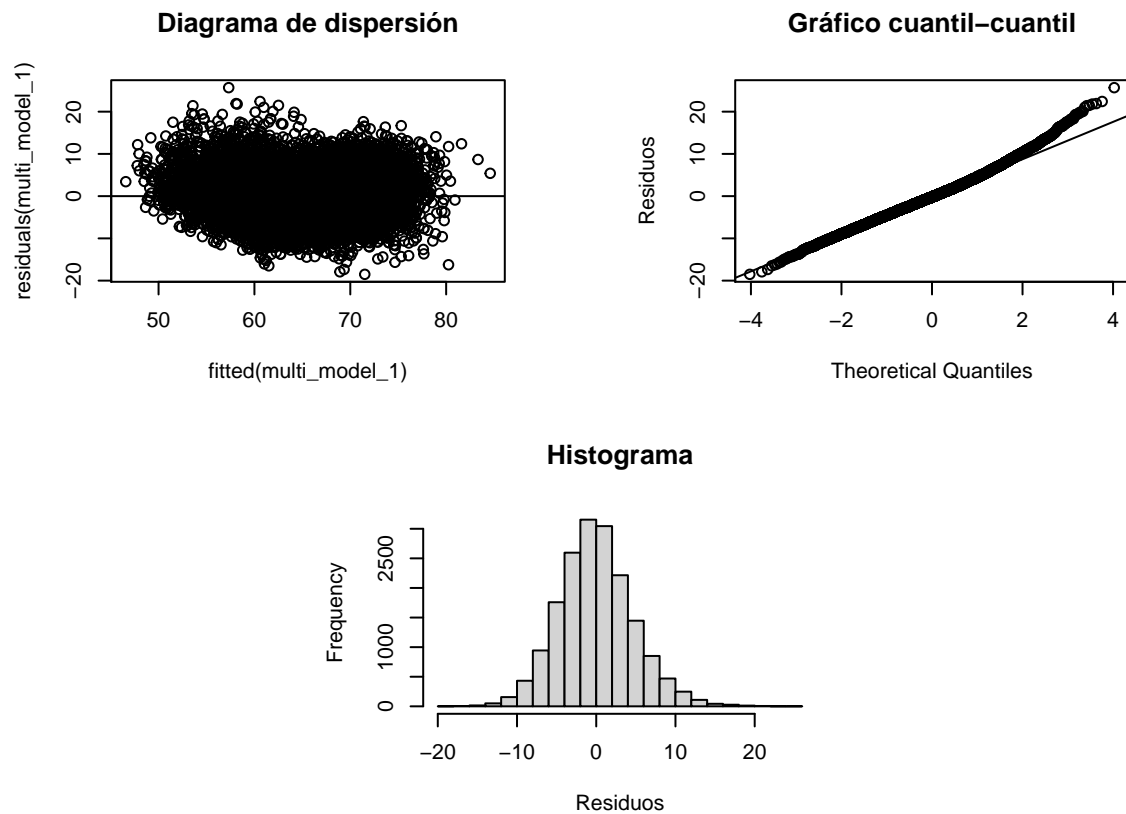 Diagrama de dispersión
residuals(multi_model_1)
−20
0
10
20
50
60
70
80
fitted(multi_model_1)
Gráfico cuantil−cuantil
Residuos
−20
0
10
20
−4
−2
0
2
4
Theoretical Quantiles
Histograma
Frequency
0
1000
2500
−20
−10
0
10
20
Residuos